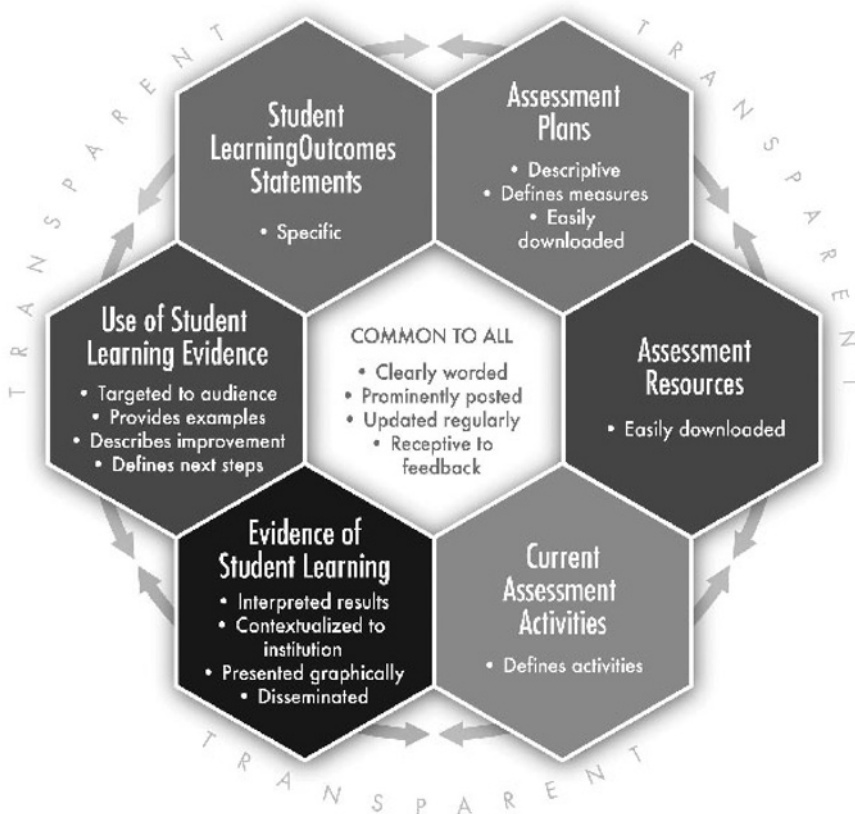 TRANSPARENT
TRANSPARENT
Student
LearningOutcomes
Statements
• Specific
Assessment
Plans
• Descriptive
• Defines measures
• Easily
downloaded
Use of Student
Learning Evidence
• Targeted to audience
• Provides examples
• Describes improvement
• Defines next steps
COMMON TO ALL
• Clearly worded
• Prominently posted
• Updated regularly
• Receptive to
feedback
Assessment
Resources
• Easily downloaded
Evidence of
Student Learning
• Interpreted results
• Contextualized to
institution
• Presented graphically
• Disseminated
Current
Assessment
Activities
• Defines activities
TRANSPARENT